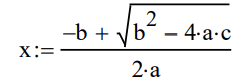 x := (-b + √(b² - 4·a·c)) / (2·a)